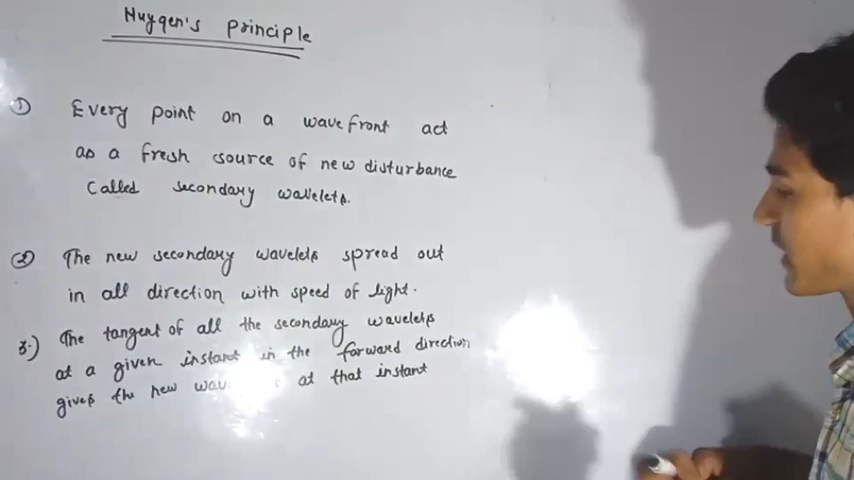 Huygen's principle
① Every point on a wavefront act
as a fresh source of new disturbance
Called secondary wavelets.
② The new secondary wavelets spread out
in all direction with speed of light.
3.) The tangent of all the secondary wavelets
at a given instant in the forward direction
gives the new at that instant